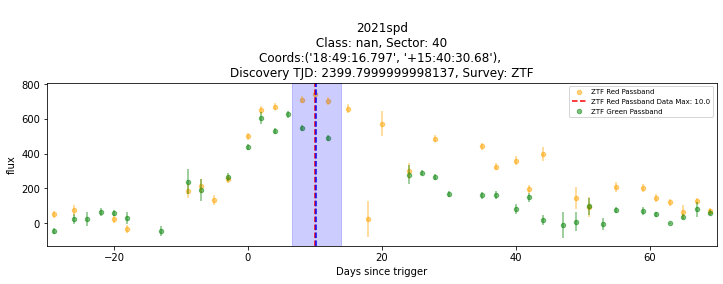 2021spd
Class: nan, Sector: 40
Coords:('18:49:16.797', '+15:40:30.68'),
Discovery TJD: 2399.7999999998137, Survey: ZTF
800
600
400
200
0
flux
ZTF Red Passband
ZTF Red Passband Data Max: 10.0
ZTF Green Passband
−20
0
20
40
60
Days since trigger